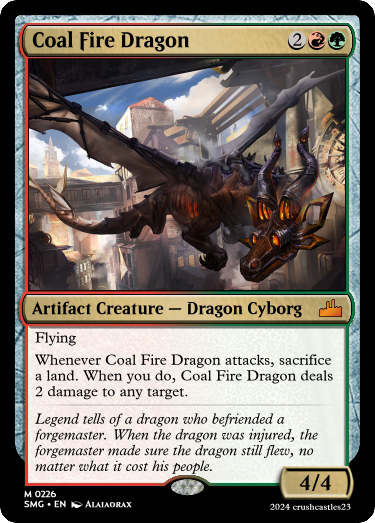 Coal Fire Dragon 2
Artifact Creature — Dragon Cyborg
Flying
Whenever Coal Fire Dragon attacks, sacrifice
a land. When you do, Coal Fire Dragon deals
2 damage to any target.
Legend tells of a dragon who befriended a
forgemaster. When the dragon was injured, the
forgemaster made sure the dragon still flew, no
matter what it cost his people.
4/4
M 0226
SMG • EN Alaiaorax
2024 crushcastles23